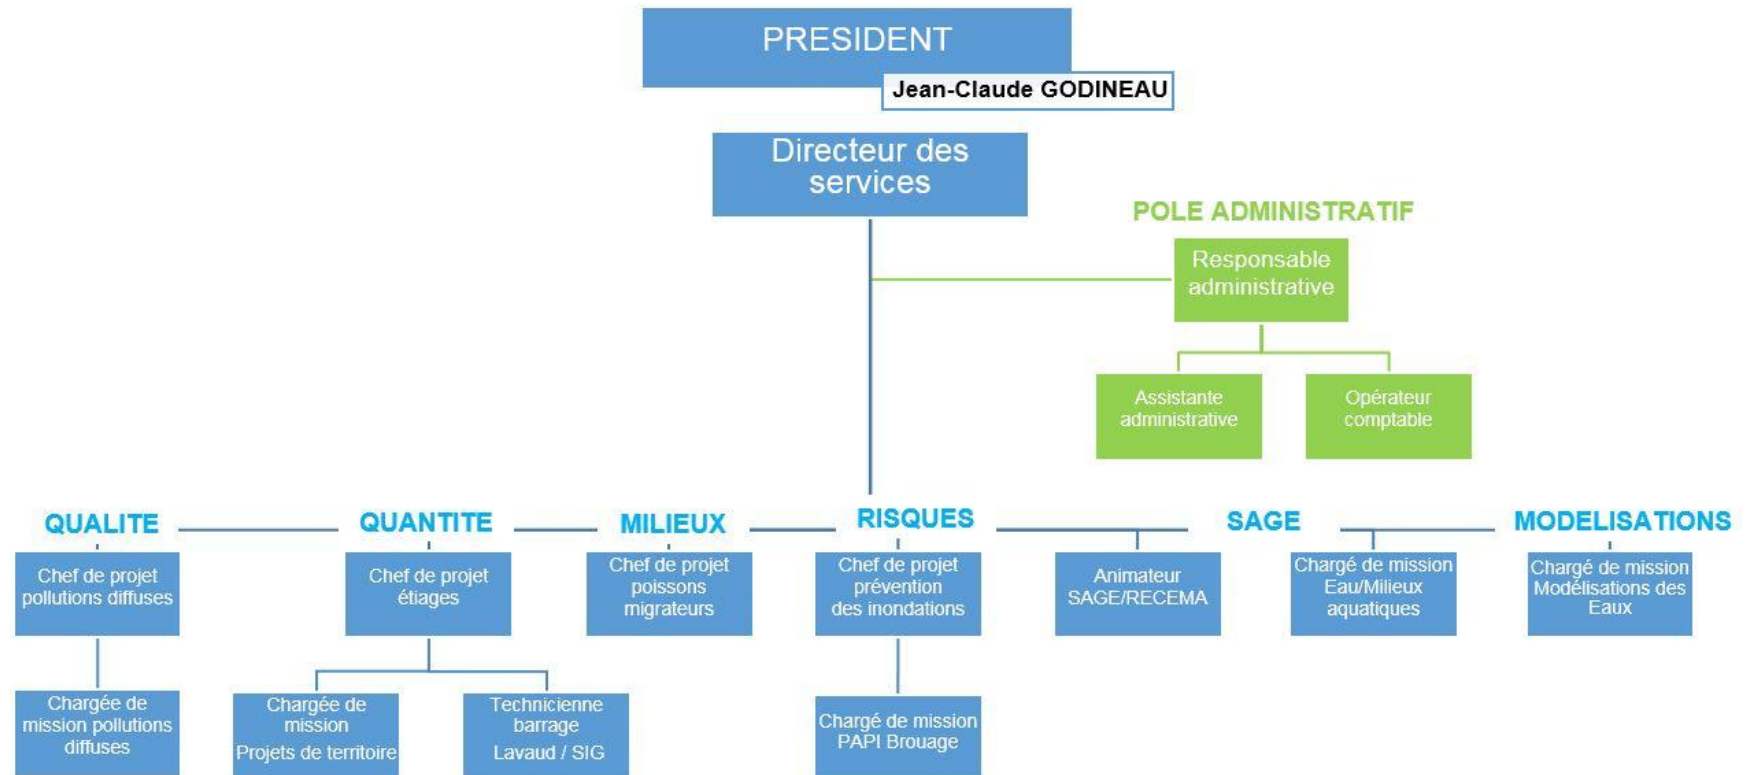 PRESIDENT
Jean-Claude GODINEAU
Directeur des
services
POLE ADMINISTRATIF
Responsable
administrative
Assistante
administrative
Opérateur
comptable
QUALITE
QUANTITE
MILIEUX
RISQUES
SAGE
MODELISATIONS
Chef de projet
pollutions diffuses
Chef de projet
étiages
Chef de projet
poissons
migrateurs
Chef de projet
prévention
des inondations
Animateur
SAGE/RECEMA
Chargé de mission
Eau/Milieux
aquatiques
Chargé de mission
Modélisations des
Eaux
Chargée de
mission pollutions
diffuses
Chargée de
mission
Projets de territoire
Technicienne
barrage
Lavaud / SIG
Chargé de mission
PAPI Brouage